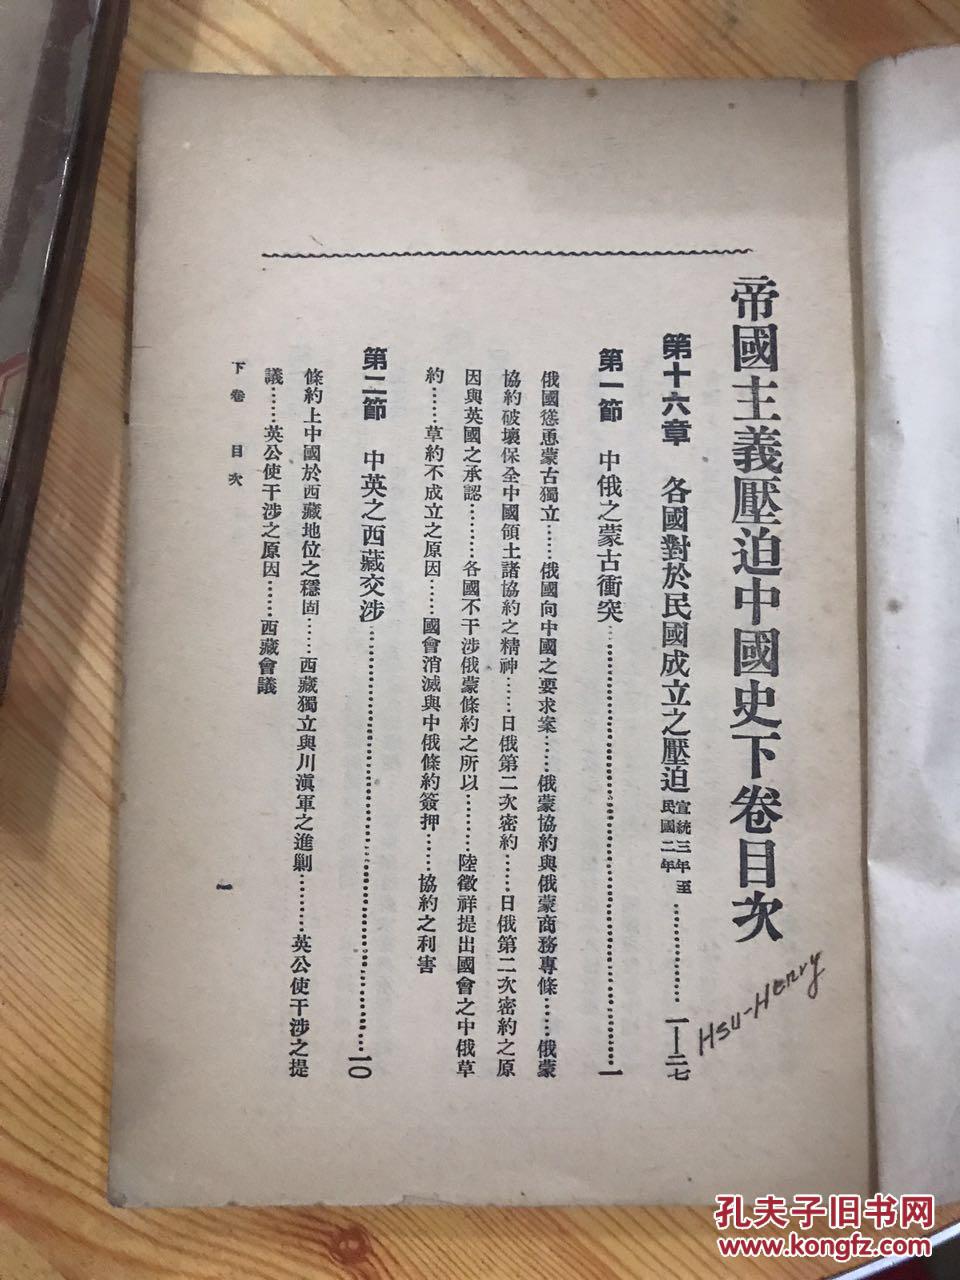 帝國主義壓迫中國史下卷目次
第十六章 各國對於民國成立之壓迫 宣統三年至民國二年………………一—二七
第一節 中俄之蒙古衝突………………一
俄國慫恿蒙古獨立……俄國向中國之要求案……俄蒙協約與俄蒙商務專條……俄蒙
協約破壞保全中國領土諸協約之精神……日俄第二次密約……日俄第二次密約之原
因與英國之承認………各國不干涉俄蒙條約之所以………陸徵祥提出國會之中俄草
約……草約不成立之原因……國會消滅與中俄條約簽押……協約之利害
第二節 中英之西藏交涉………………一〇
條約上中國於西藏地位之穩固……西藏獨立與川滇軍之進剿………英公使干涉之提
議……英公使干涉之原因……西藏會議
下卷 目次
一
Hsu-Henry
孔夫子旧书网
www.kongfz.com